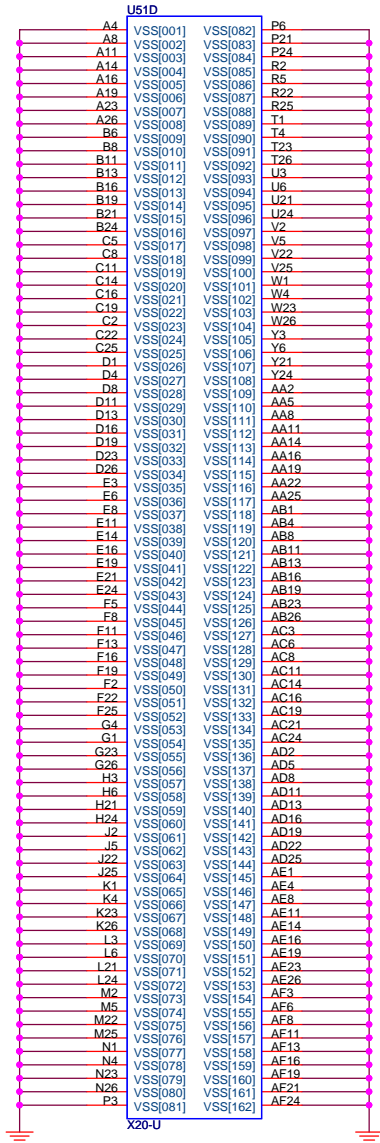 U51D
A4 VSS[001] VSS[082] P6
A8 VSS[002] VSS[083] P21
A11 VSS[003] VSS[084] P24
A14 VSS[004] VSS[085] R2
A16 VSS[005] VSS[086] R5
A19 VSS[006] VSS[087] R22
A23 VSS[007] VSS[088] R25
A26 VSS[008] VSS[089] T1
B6 VSS[009] VSS[090] T4
B8 VSS[010] VSS[091] T23
B11 VSS[011] VSS[092] T26
B13 VSS[012] VSS[093] U3
B16 VSS[013] VSS[094] U6
B19 VSS[014] VSS[095] U21
B21 VSS[015] VSS[096] U24
B24 VSS[016] VSS[097] V2
C5 VSS[017] VSS[098] V5
C8 VSS[018] VSS[099] V22
C11 VSS[019] VSS[100] V25
C14 VSS[020] VSS[101] W1
C16 VSS[021] VSS[102] W4
C19 VSS[022] VSS[103] W23
C2 VSS[023] VSS[104] W26
C22 VSS[024] VSS[105] Y3
C25 VSS[025] VSS[106] Y6
D1 VSS[026] VSS[107] Y21
D4 VSS[027] VSS[108] Y24
D8 VSS[028] VSS[109] AA2
D11 VSS[029] VSS[110] AA5
D13 VSS[030] VSS[111] AA8
D16 VSS[031] VSS[112] AA11
D19 VSS[032] VSS[113] AA14
D23 VSS[033] VSS[114] AA16
D26 VSS[034] VSS[115] AA19
E3 VSS[035] VSS[116] AA22
E6 VSS[036] VSS[117] AA25
E8 VSS[037] VSS[118] AB1
E11 VSS[038] VSS[119] AB4
E14 VSS[039] VSS[120] AB8
E16 VSS[040] VSS[121] AB11
E19 VSS[041] VSS[122] AB13
E21 VSS[042] VSS[123] AB16
E24 VSS[043] VSS[124] AB19
F5 VSS[044] VSS[125] AB23
F8 VSS[045] VSS[126] AB26
F11 VSS[046] VSS[127] AC3
F13 VSS[047] VSS[128] AC6
F16 VSS[048] VSS[129] AC8
F19 VSS[049] VSS[130] AC11
F2 VSS[050] VSS[131] AC14
F22 VSS[051] VSS[132] AC16
F25 VSS[052] VSS[133] AC19
G4 VSS[053] VSS[134] AC21
G1 VSS[054] VSS[135] AC24
G23 VSS[055] VSS[136] AD2
G26 VSS[056] VSS[137] AD5
H3 VSS[057] VSS[138] AD8
H6 VSS[058] VSS[139] AD11
H21 VSS[059] VSS[140] AD13
H24 VSS[060] VSS[141] AD16
J2 VSS[061] VSS[142] AD19
J5 VSS[062] VSS[143] AD22
J22 VSS[063] VSS[144] AD25
J25 VSS[064] VSS[145] AE1
K1 VSS[065] VSS[146] AE4
K4 VSS[066] VSS[147] AE8
K23 VSS[067] VSS[148] AE11
K26 VSS[068] VSS[149] AE14
L3 VSS[069] VSS[150] AE16
L6 VSS[070] VSS[151] AE19
L21 VSS[071] VSS[152] AE23
L24 VSS[072] VSS[153] AE26
M2 VSS[073] VSS[154] AF3
M5 VSS[074] VSS[155] AF6
M22 VSS[075] VSS[156] AF8
M25 VSS[076] VSS[157] AF11
N1 VSS[077] VSS[158] AF13
N4 VSS[078] VSS[159] AF16
N23 VSS[079] VSS[160] AF19
N26 VSS[080] VSS[161] AF21
P3 VSS[081] VSS[162] AF24
X20-U